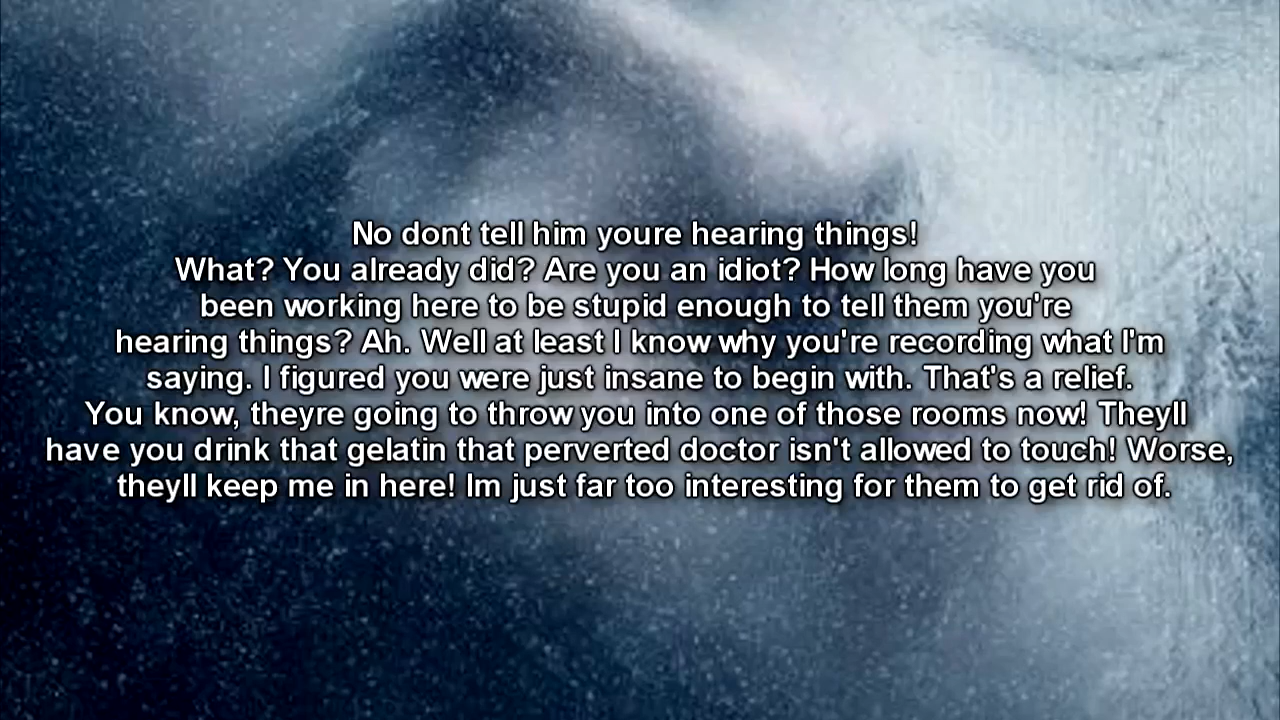 No dont tell him youre hearing things!
What? You already did? Are you an idiot? How long have you
been working here to be stupid enough to tell them you're
hearing things? Ah. Well at least I know why you're recording what I'm
saying. I figured you were just insane to begin with. That's a relief.
You know, theyre going to throw you into one of those rooms now! Theyll
have you drink that gelatin that perverted doctor isn't allowed to touch! Worse,
theyll keep me in here! Im just far too interesting for them to get rid of.